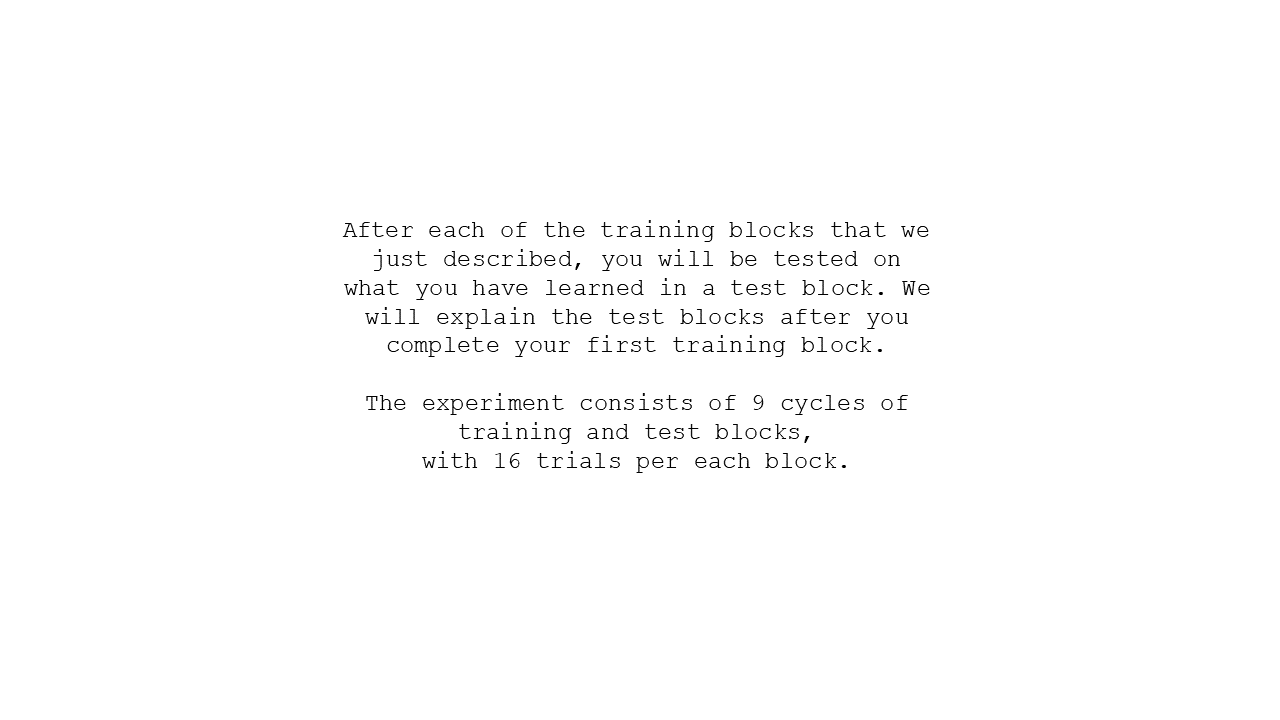 After each of the training blocks that we
just described, you will be tested on
what you have learned in a test block. We
will explain the test blocks after you
complete your first training block.
The experiment consists of 9 cycles of
training and test blocks,
with 16 trials per each block.